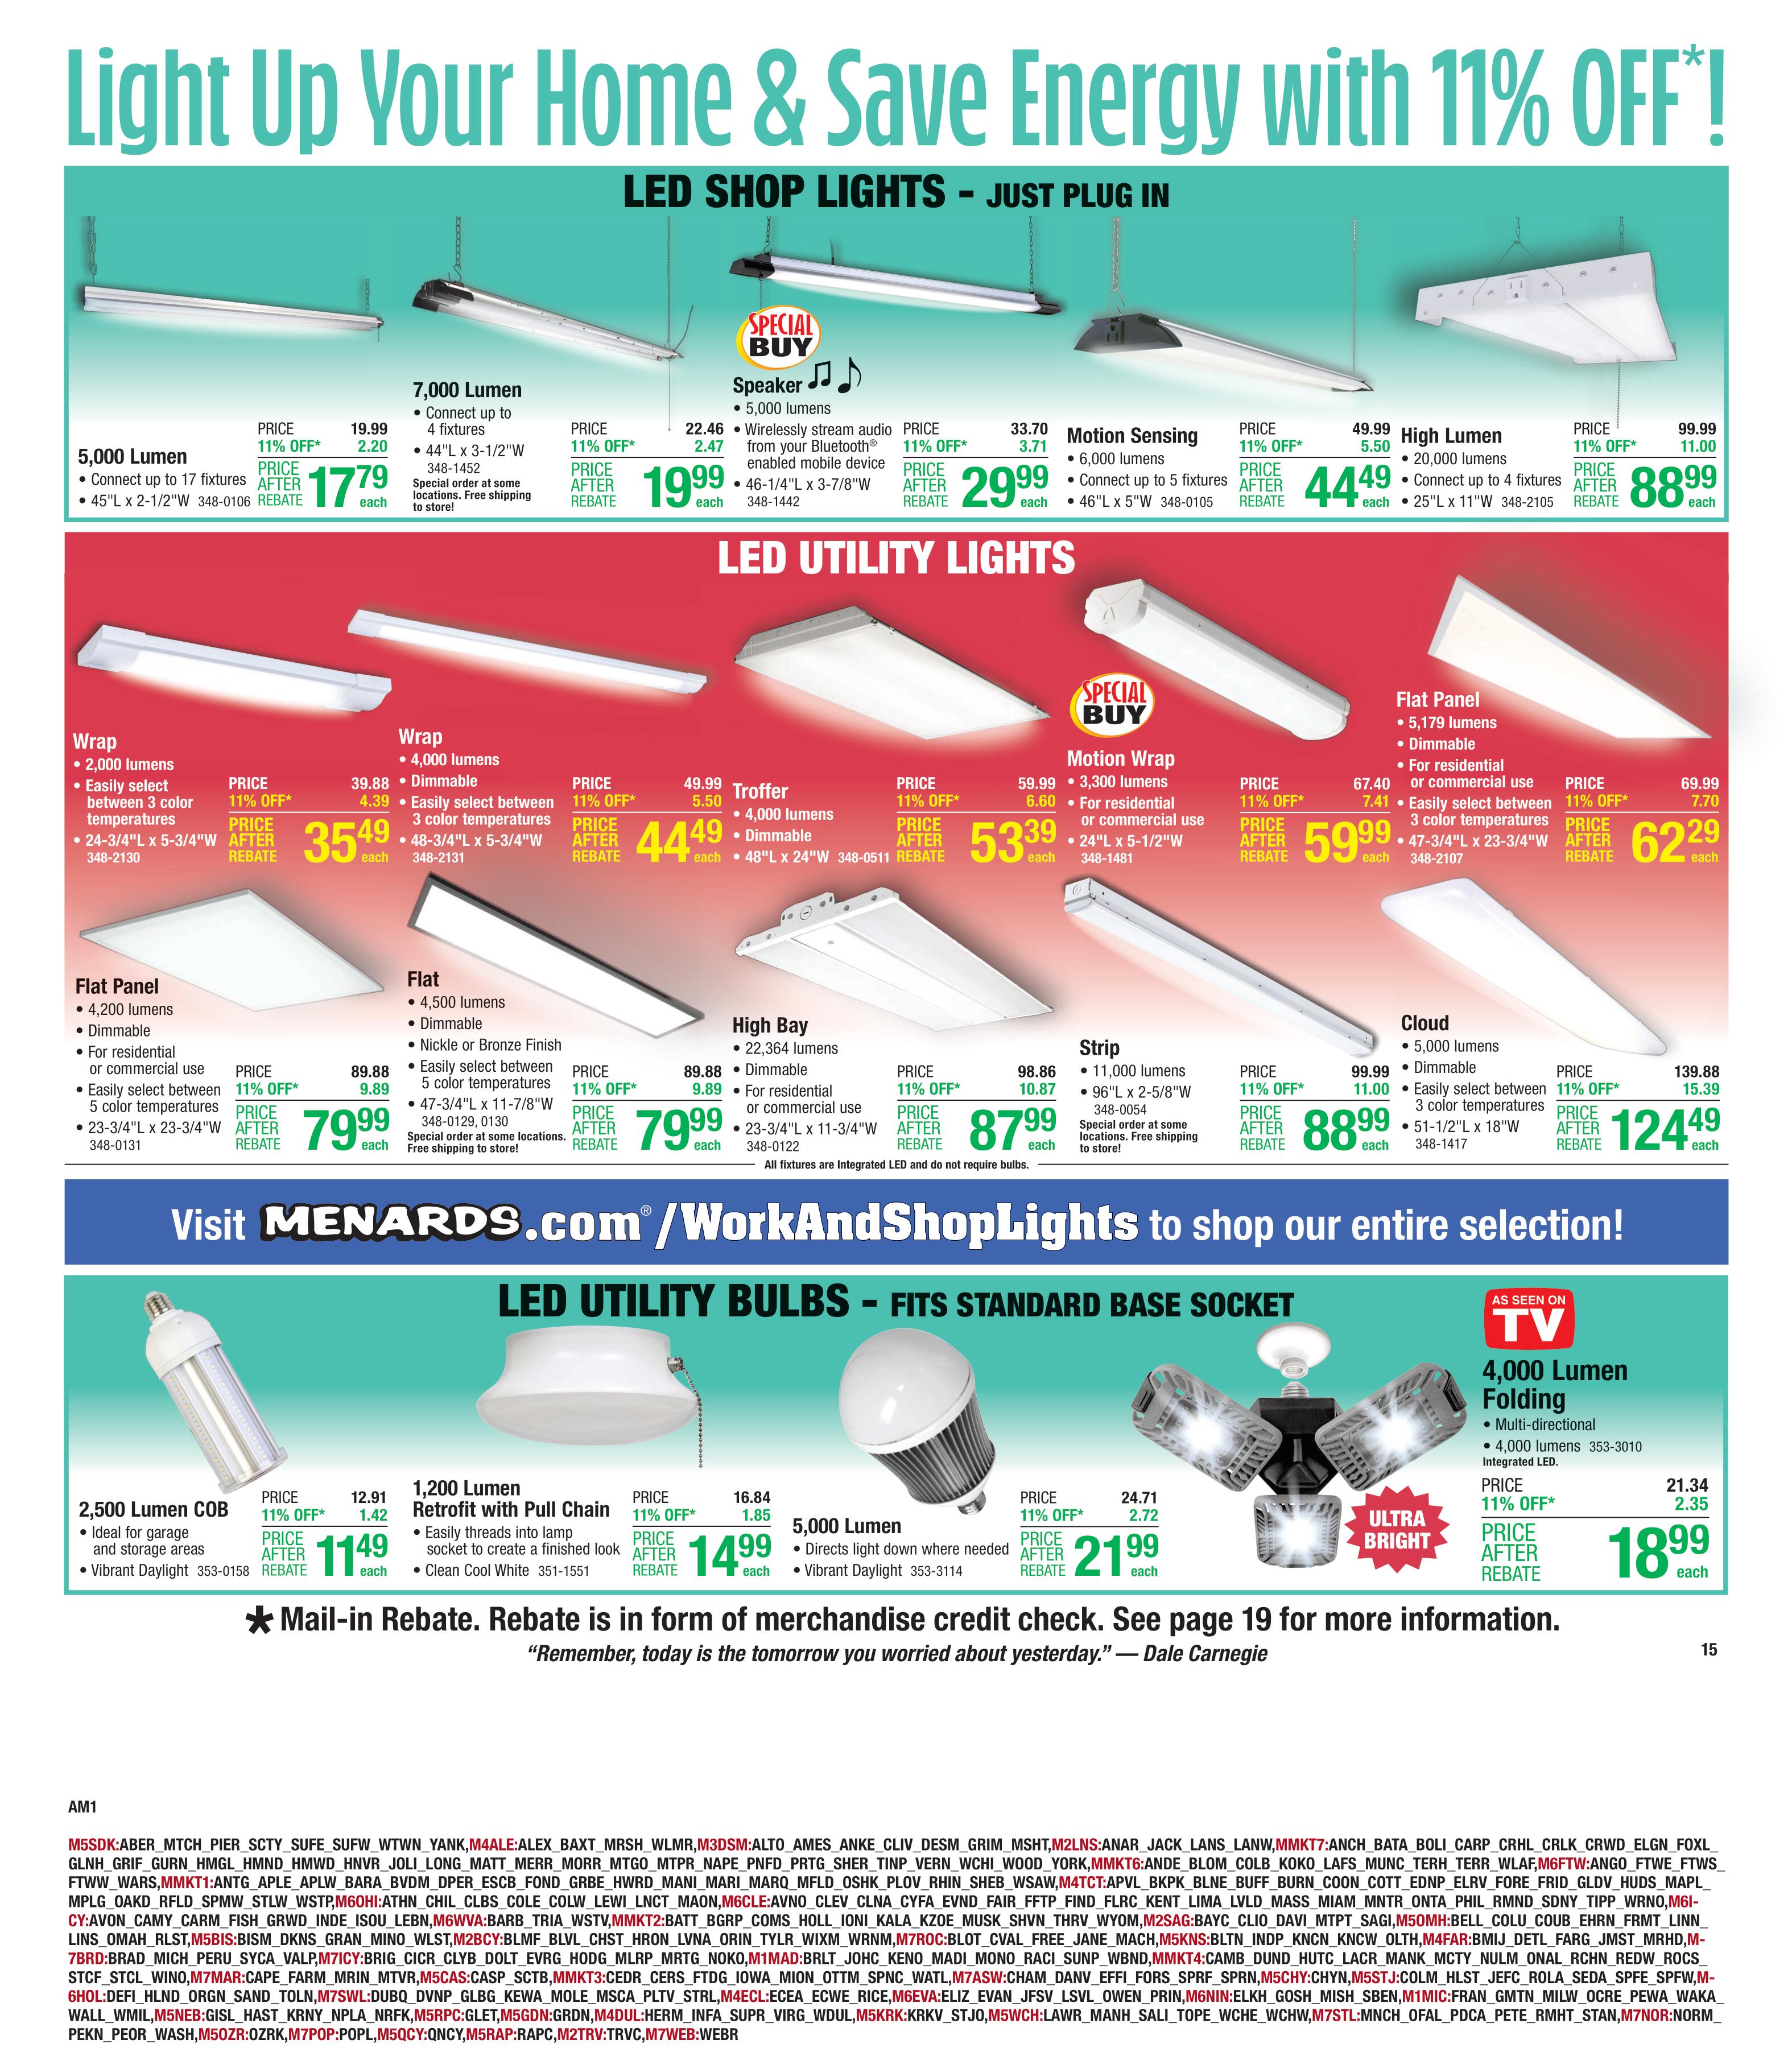 Light Up Your Home & Save Energy with 11% OFF*!
LED SHOP LIGHTS - JUST PLUG IN
5,000 Lumen
• Connect up to 17 fixtures
• 45"L x 2-1/2"W 348-0106
PRICE 19.99
11% OFF* 2.20
PRICE AFTER REBATE 17 79 each
7,000 Lumen
• Connect up to
4 fixtures
• 44"L x 3-1/2"W
348-1452
Special order at some
locations. Free shipping
to store!
PRICE 22.46
11% OFF* 2.47
PRICE AFTER REBATE 19 99 each
SPECIAL BUY
Speaker
• 5,000 lumens
• Wirelessly stream audio
from your Bluetooth®
enabled mobile device
• 46-1/4"L x 3-7/8"W
348-1442
PRICE 33.70
11% OFF* 3.71
PRICE AFTER REBATE 29 99 each
Motion Sensing
• 6,000 lumens
• Connect up to 5 fixtures
• 46"L x 5"W 348-0105
PRICE 49.99
11% OFF* 5.50
PRICE AFTER REBATE 44 49 each
High Lumen
• 20,000 lumens
• Connect up to 4 fixtures
• 25"L x 11"W 348-2105
PRICE 99.99
11% OFF* 11.00
PRICE AFTER REBATE 88 99 each
LED UTILITY LIGHTS
Wrap
• 2,000 lumens
• Easily select
between 3 color
temperatures
• 24-3/4"L x 5-3/4"W
348-2130
PRICE 39.88
11% OFF* 4.39
PRICE AFTER REBATE 35 49 each
Wrap
• 4,000 lumens
• Dimmable
• Easily select between
3 color temperatures
• 48-3/4"L x 5-3/4"W
348-2131
PRICE 49.99
11% OFF* 5.50
PRICE AFTER REBATE 44 49 each
Troffer
• 4,000 lumens
• Dimmable
• 48"L x 24"W 348-0511
PRICE 59.99
11% OFF* 6.60
PRICE AFTER REBATE 53 39 each
SPECIAL BUY
Motion Wrap
• 3,300 lumens
• For residential
or commercial use
• 24"L x 5-1/2"W
348-1481
PRICE 67.40
11% OFF* 7.41
PRICE AFTER REBATE 59 99 each
Flat Panel
• 5,179 lumens
• Dimmable
• For residential
or commercial use
• Easily select between
3 color temperatures
• 47-3/4"L x 23-3/4"W
348-2107
PRICE 69.99
11% OFF* 7.70
PRICE AFTER REBATE 62 29 each
Flat Panel
• 4,200 lumens
• Dimmable
• For residential
or commercial use
• Easily select between
5 color temperatures
• 23-3/4"L x 23-3/4"W
348-0131
PRICE 89.88
11% OFF* 9.89
PRICE AFTER REBATE 79 99 each
Flat
• 4,500 lumens
• Dimmable
• Nickle or Bronze Finish
• Easily select between
5 color temperatures
• 47-3/4"L x 11-7/8"W
348-0129, 0130
Special order at some locations.
Free shipping to store!
PRICE 89.88
11% OFF* 9.89
PRICE AFTER REBATE 79 99 each
High Bay
• 22,364 lumens
• Dimmable
• For residential
or commercial use
• 23-3/4"L x 11-3/4"W
348-0122
PRICE 98.86
11% OFF* 10.87
PRICE AFTER REBATE 87 99 each
Strip
• 11,000 lumens
• 96"L x 2-5/8"W
348-0054
Special order at some
locations. Free shipping
to store!
PRICE 99.99
11% OFF* 11.00
PRICE AFTER REBATE 88 99 each
Cloud
• 5,000 lumens
• Dimmable
• Easily select between
3 color temperatures
• 51-1/2"L x 18"W
348-1417
PRICE 139.88
11% OFF* 15.39
PRICE AFTER REBATE 124 49 each
All fixtures are Integrated LED and do not require bulbs.
Visit MENARDS.com®/WorkAndShopLights to shop our entire selection!
LED UTILITY BULBS - FITS STANDARD BASE SOCKET
2,500 Lumen COB
• Ideal for garage
and storage areas
• Vibrant Daylight 353-0158
PRICE 12.91
11% OFF* 1.42
PRICE AFTER REBATE 11 49 each
1,200 Lumen
Retrofit with Pull Chain
• Easily threads into lamp
socket to create a finished look
• Clean Cool White 351-1551
PRICE 16.84
11% OFF* 1.85
PRICE AFTER REBATE 14 99 each
5,000 Lumen
• Directs light down where needed
• Vibrant Daylight 353-3114
PRICE 24.71
11% OFF* 2.72
PRICE AFTER REBATE 21 99 each
ULTRA BRIGHT
AS SEEN ON TV
4,000 Lumen
Folding
• Multi-directional
• 4,000 lumens 353-3010
Integrated LED.
PRICE 21.34
11% OFF* 2.35
PRICE AFTER REBATE 18 99 each
* Mail-in Rebate. Rebate is in form of merchandise credit check. See page 19 for more information.
“Remember, today is the tomorrow you worried about yesterday.” — Dale Carnegie
15
AM1
M5SDK:ABER_MTCH_PIER_SCTY_SUFE_SUFW_WTWN_YANK,M4ALE:ALEX_BAXT_MRSH_WLMR,M3DSM:ALTO_AMES_ANKE_CLIV_DESM_GRIM_MSHT,M2LNS:ANAR_JACK_LANS_LANW,MMKT7:ANCH_BATA_BOLI_CARP_CRHL_CRLK_CRWD_ELGN_FOXL_
GLNH_GRIF_GURN_HMGL_HMND_HMWD_HNVR_JOLI_LONG_MATT_MERR_MORR_MTGO_MTPR_NAPE_PNFD_PRTG_SHER_TINP_VERN_WCHI_WOOD_YORK,MMKT6:ANDE_BLOM_COLB_KOKO_LAFS_MUNC_TERH_TERR_WLAF,M6FTW:ANGO_FTWE_FTWS_
FTWW_WARS,MMKT1:ANTG_APLE_APLW_BARA_BVDM_DPER_ESCB_FOND_GRBE_HWRD_MANI_MARI_MARQ_MFLD_OSHK_PLOV_RHIN_SHEB_WSAW,M4TCT:APVL_BKPK_BLNE_BUFF_BURN_COON_COTT_EDNP_ELRV_FORE_FRID_GLDV_HUDS_MAPL_
MPLG_OAKD_RFLD_SPMW_STLW_WSTP,M6OHI:ATHN_CHIL_CLBS_COLE_COLW_LEWI_LNCT_MAON,M6CLE:AVNO_CLEV_CLNA_CYFA_EVND_FAIR_FFTP_FIND_FLRC_KENT_LIMA_LVLD_MASS_MIAM_MNTR_ONTA_PHIL_RMND_SDNY_TIPP_WRNO,M6I-
CY:AVON_CAMY_CARM_FISH_GRWD_INDE_ISOU_LEBN,M6WVA:BARB_TRIA_WSTV,MMKT2:BATT_BGRP_COMS_HOLL_IONI_KALA_KZOE_MUSK_SHVN_THRV_WYOM,M2SAG:BAYC_CLIO_DAVI_MTPT_SAGI,M5OMH:BELL_COLU_COUB_EHRN_FRMT_LINN_
LINS_OMAH_RLST,M5BIS:BISM_DKNS_GRAN_MINO_WLST,M2BCY:BLMF_BLVL_CHST_HRON_LVNA_ORIN_TYLR_WIXM_WRNM,M7ROC:BLOT_CVAL_FREE_JANE_MACH,M5KNS:BLTN_INDP_KNCN_KNCW_OLTH,M4FAR:BMIJ_DETL_FARG_JMST_MRHD,M-
7BRD:BRAD_MICH_PERU_SYCA_VALP,M7ICY:BRIG_CICR_CLYB_DOLT_EVRG_HODG_MLRP_MRTG_NOKO,M1MAD:BRLT_JOHC_KENO_MADI_MONO_RACI_SUNP_WBND,MMKT4:CAMB_DUND_HUTC_LACR_MANK_MCTY_NULM_ONAL_RCHN_REDW_ROCS_
STCF_STCL_WINO,M7MAR:CAPE_FARM_MRIN_MTVR,M5CAS:CASP_SCTB,MMKT3:CEDR_CERS_FTDG_IOWA_MION_OTTM_SPNC_WATL,M7ASW:CHAM_DANV_EFFI_FORS_SPRF_SPRN,M5CHY:CHYN,M5STJ:COLM_HLST_JEFC_ROLA_SEDA_SPFE_SPFW,M-
6HOL:DEFI_HLND_ORGN_SAND_TOLN,M7SWL:DUBQ_DVNP_GLBG_KEWA_MOLE_MSCA_PLTV_STRL,M4ECL:ECEA_ECWE_RICE,M6EVA:ELIZ_EVAN_JFSV_LSVL_OWEN_PRIN,M6NIN:ELKH_GOSH_MISH_SBEN,M1MIC:FRAN_GMTN_MILW_OCRE_PEWA_WAKA_
WALL_WMIL,M5NEB:GISL_HAST_KRNY_NPLA_NRFK,M5RPC:GLET,M5GDN:GRDN,M4DUL:HERM_INFA_SUPR_VIRG_WDUL,M5KRK:KRKV_STJO,M5WCH:LAWR_MANH_SALI_TOPE_WCHE_WCHW,M7STL:MNCH_OFAL_PDCA_PETE_RMHT_STAN,M7NOR:NORM_
PEKN_PEOR_WASH,M5OZR:OZRK,M7POP:POPL,M5QCY:QNCY,M5RAP:RAPC,M2TRV:TRVC,M7WEB:WEBR